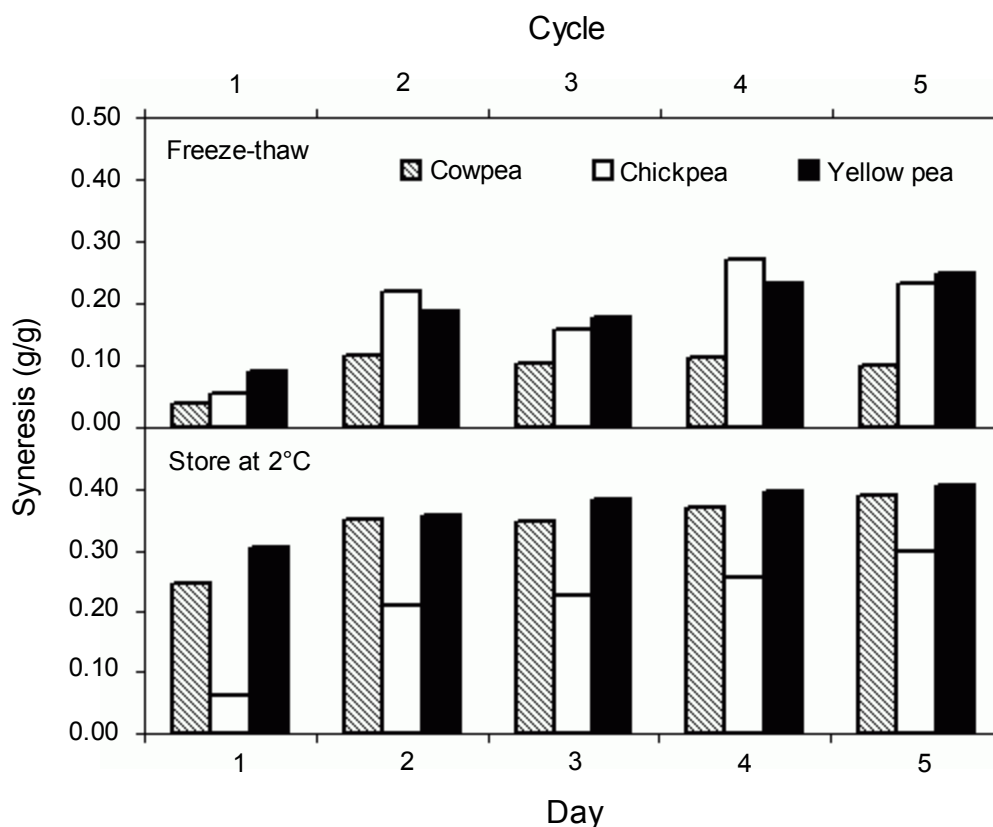 Cycle
1 2 3 4 5
0.50
Freeze-thaw
Cowpea Chickpea Yellow pea
0.40
0.30
0.20
0.10
0.00
Syneresis (g/g)
Store at 2°C
0.40
0.30
0.20
0.10
0.00
1 2 3 4 5
Day